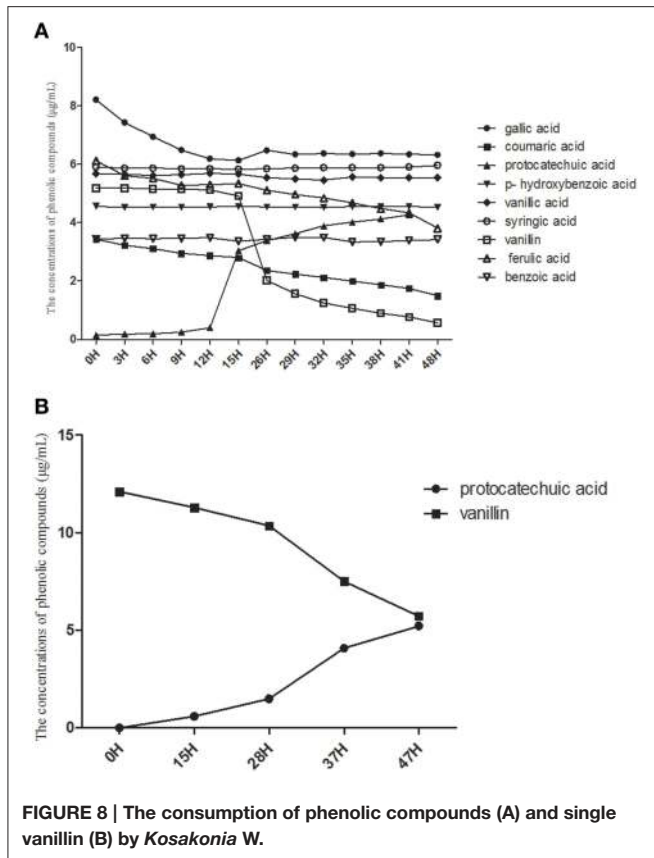 A
The concentrations of phenolic compounds (µg/mL)
10
8
6
4
2
0
0H
3H
6H
9H
12H
15H
26H
29H
32H
35H
38H
41H
48H
gallic acid
coumaric acid
protocatechuic acid
p- hydroxybenzoic acid
vanillic acid
syringic acid
vanillin
ferulic acid
benzoic acid
B
The concentrations of phenolic compounds (µg/mL)
15
10
5
0
0H
15H
28H
37H
47H
protocatechuic acid
vanillin
FIGURE 8 | The consumption of phenolic compounds (A) and single
vanillin (B) by Kosakonia W.